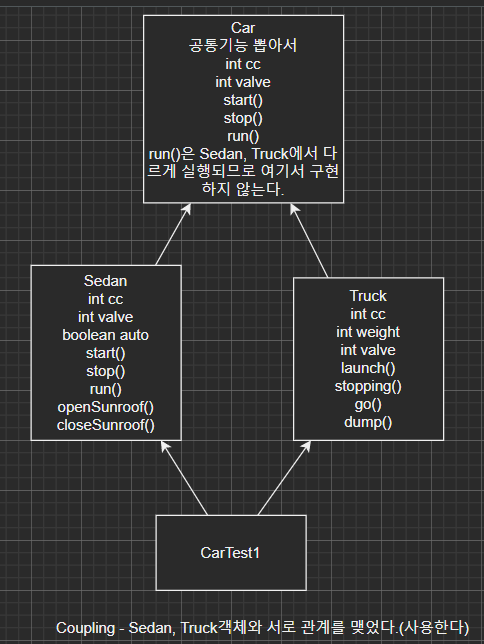 Car
공통기능 뽑아서
int cc
int valve
start()
stop()
run()
run()은 Sedan, Truck에서 다
르게 실행되므로 여기서 구현
하지 않는다.
Sedan
int cc
int valve
boolean auto
start()
stop()
run()
openSunroof()
closeSunroof()
Truck
int cc
int weight
int valve
launch()
stopping()
go()
dump()
CarTest1
Coupling - Sedan, Truck객체와 서로 관계를 맺었다.(사용한다)